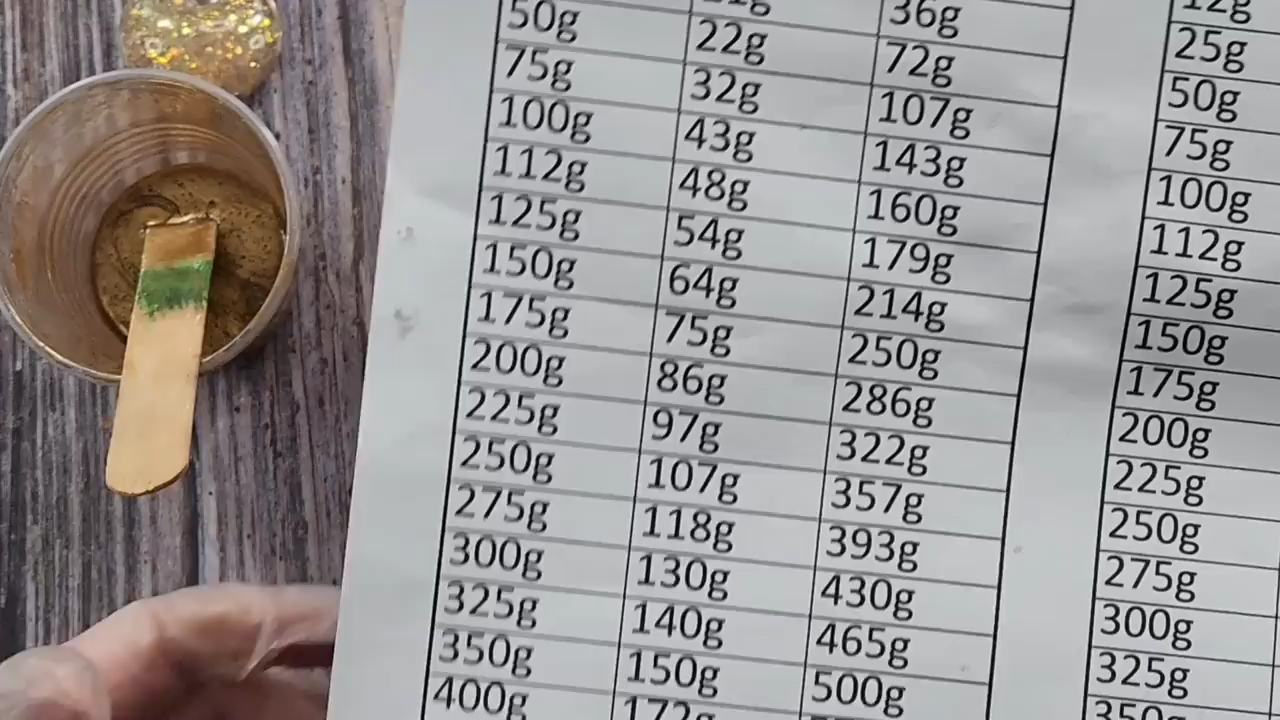 36g
50g 22g 72g
75g 32g 107g
100g 43g 143g
112g 48g 160g
125g 54g 179g
150g 64g 214g
175g 75g 250g
200g 86g 286g
225g 97g 322g
250g 107g 357g
275g 118g 393g
300g 130g 430g
325g 140g 465g
350g 150g 500g
400g 172g
12g
25g
50g
75g
100g
112g
125g
150g
175g
200g
225g
250g
275g
300g
325g
350g